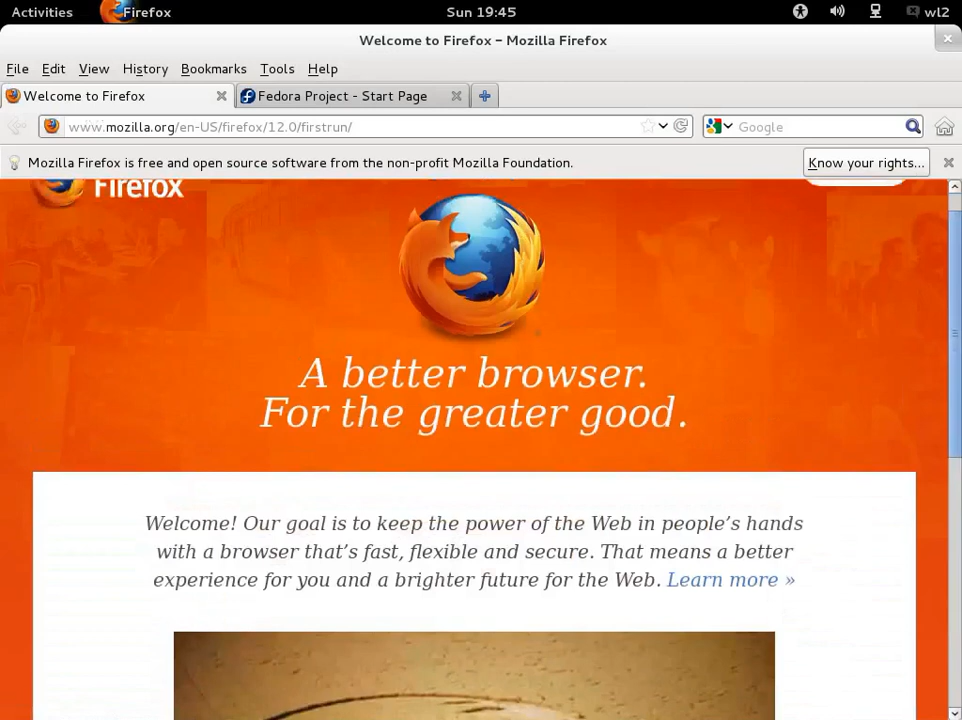 Activities Firefox Sun 19:45 wl2
Welcome to Firefox - Mozilla Firefox
File Edit View History Bookmarks Tools Help
Welcome to Firefox Fedora Project - Start Page
www.mozilla.org/en-US/firefox/12.0/firstrun/ Google
Mozilla Firefox is free and open source software from the non-profit Mozilla Foundation. Know your rights...
Firefox
A better browser.
For the greater good.
Welcome! Our goal is to keep the power of the Web in people’s hands
with a browser that’s fast, flexible and secure. That means a better
experience for you and a brighter future for the Web. Learn more »